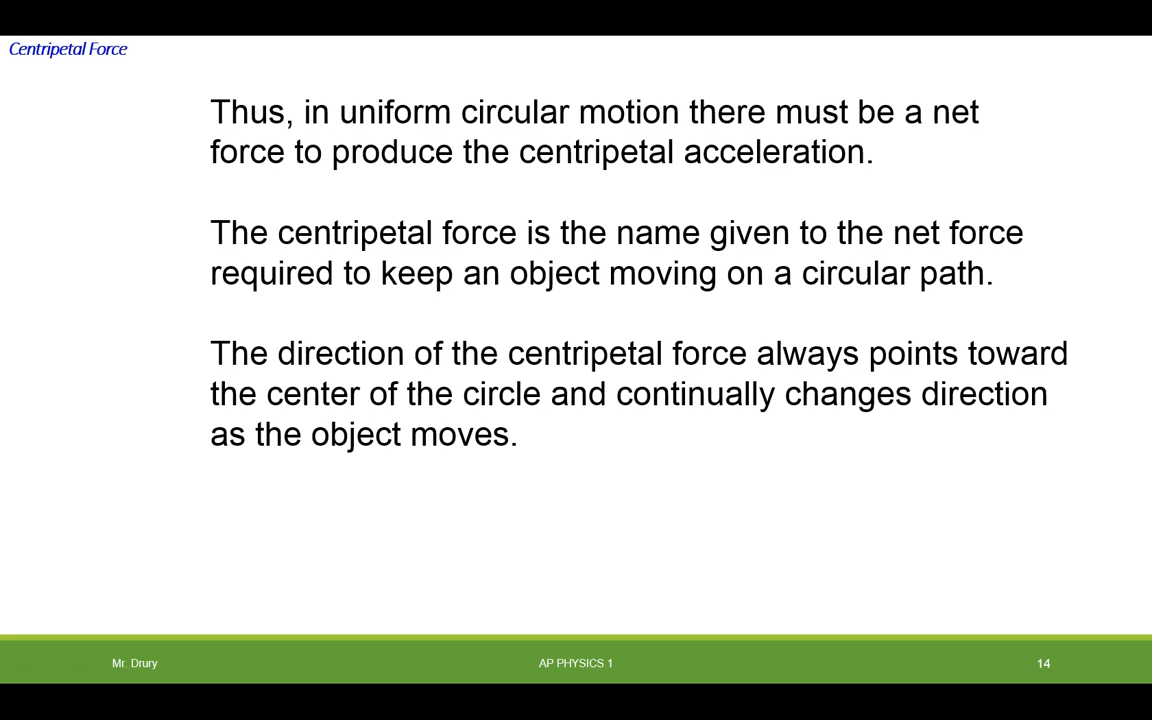 Centripetal Force
Thus, in uniform circular motion there must be a net
force to produce the centripetal acceleration.
The centripetal force is the name given to the net force
required to keep an object moving on a circular path.
The direction of the centripetal force always points toward
the center of the circle and continually changes direction
as the object moves.
Mr. Drury
AP PHYSICS 1
14